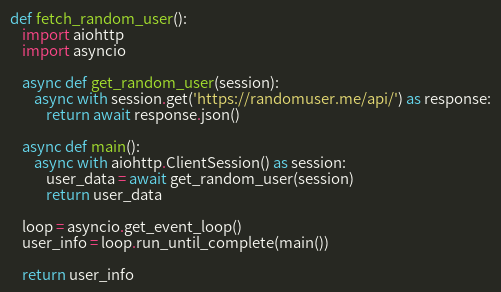 def fetch_random_user():
    import aiohttp
    import asyncio

    async def get_random_user(session):
        async with session.get('https://randomuser.me/api/') as response:
            return await response.json()

    async def main():
        async with aiohttp.ClientSession() as session:
            user_data = await get_random_user(session)
            return user_data

    loop = asyncio.get_event_loop()
    user_info = loop.run_until_complete(main())

    return user_info